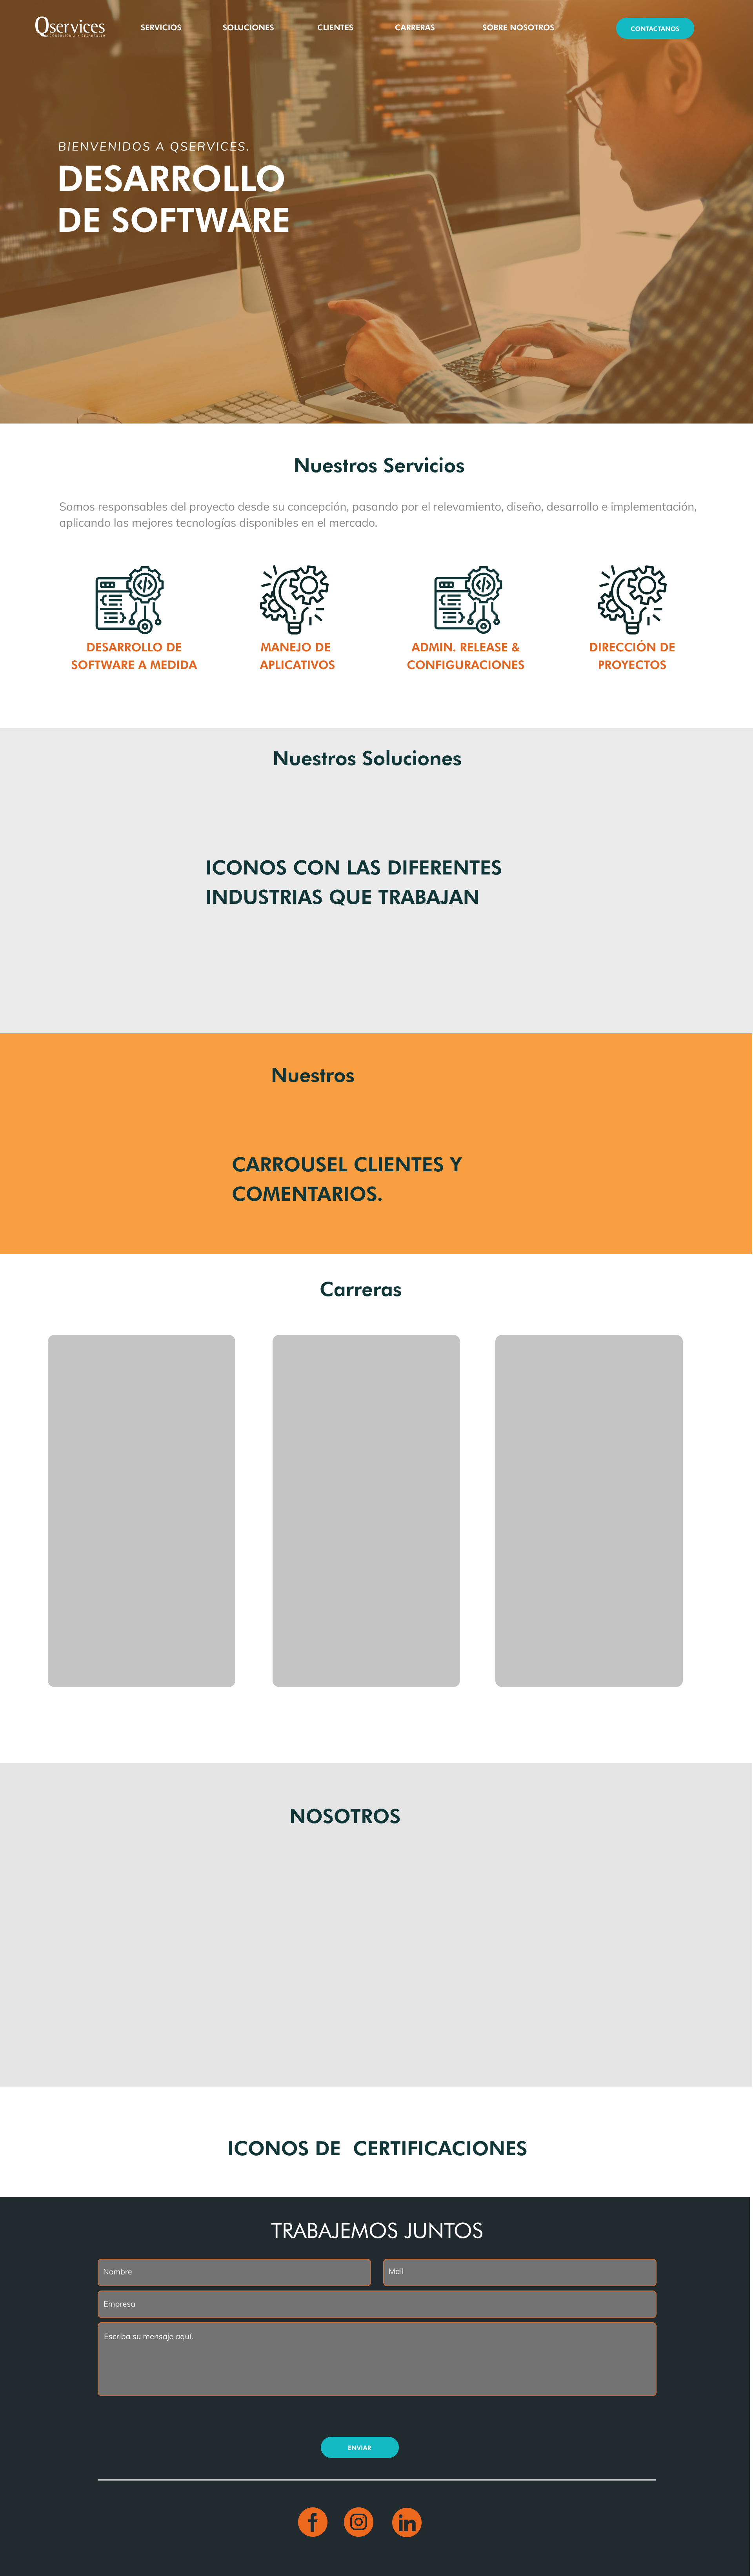 Qservices
CONSULTORIA Y DESARROLLO
SERVICIOS
SOLUCIONES
CLIENTES
CARRERAS
SOBRE NOSOTROS
CONTACTANOS
BIENVENIDOS A QSERVICES.
DESARROLLO
DE SOFTWARE
Nuestros Servicios
Somos responsables del proyecto desde su concepción, pasando por el relevamiento, diseño, desarrollo e implementación,
aplicando las mejores tecnologías disponibles en el mercado.
DESARROLLO DE
SOFTWARE A MEDIDA
MANEJO DE
APLICATIVOS
ADMIN. RELEASE &
CONFIGURACIONES
DIRECCIÓN DE
PROYECTOS
Nuestros Soluciones
ICONOS CON LAS DIFERENTES
INDUSTRIAS QUE TRABAJAN
Nuestros
CARROUSEL CLIENTES Y
COMENTARIOS.
Carreras
NOSOTROS
ICONOS DE  CERTIFICACIONES
TRABAJEMOS JUNTOS
Nombre
Mail
Empresa
Escriba su mensaje aquí.
ENVIAR